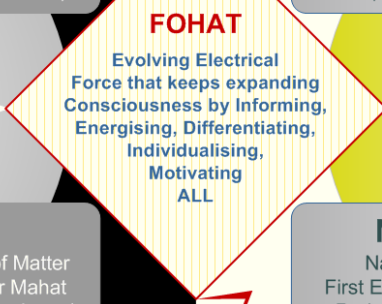 FOHAT
Evolving Electrical
Force that keeps expanding
Consciousness by Informing,
Energising, Differentiating,
Individualising,
Motivating
ALL
of Matter
r Mahat
Na
First E